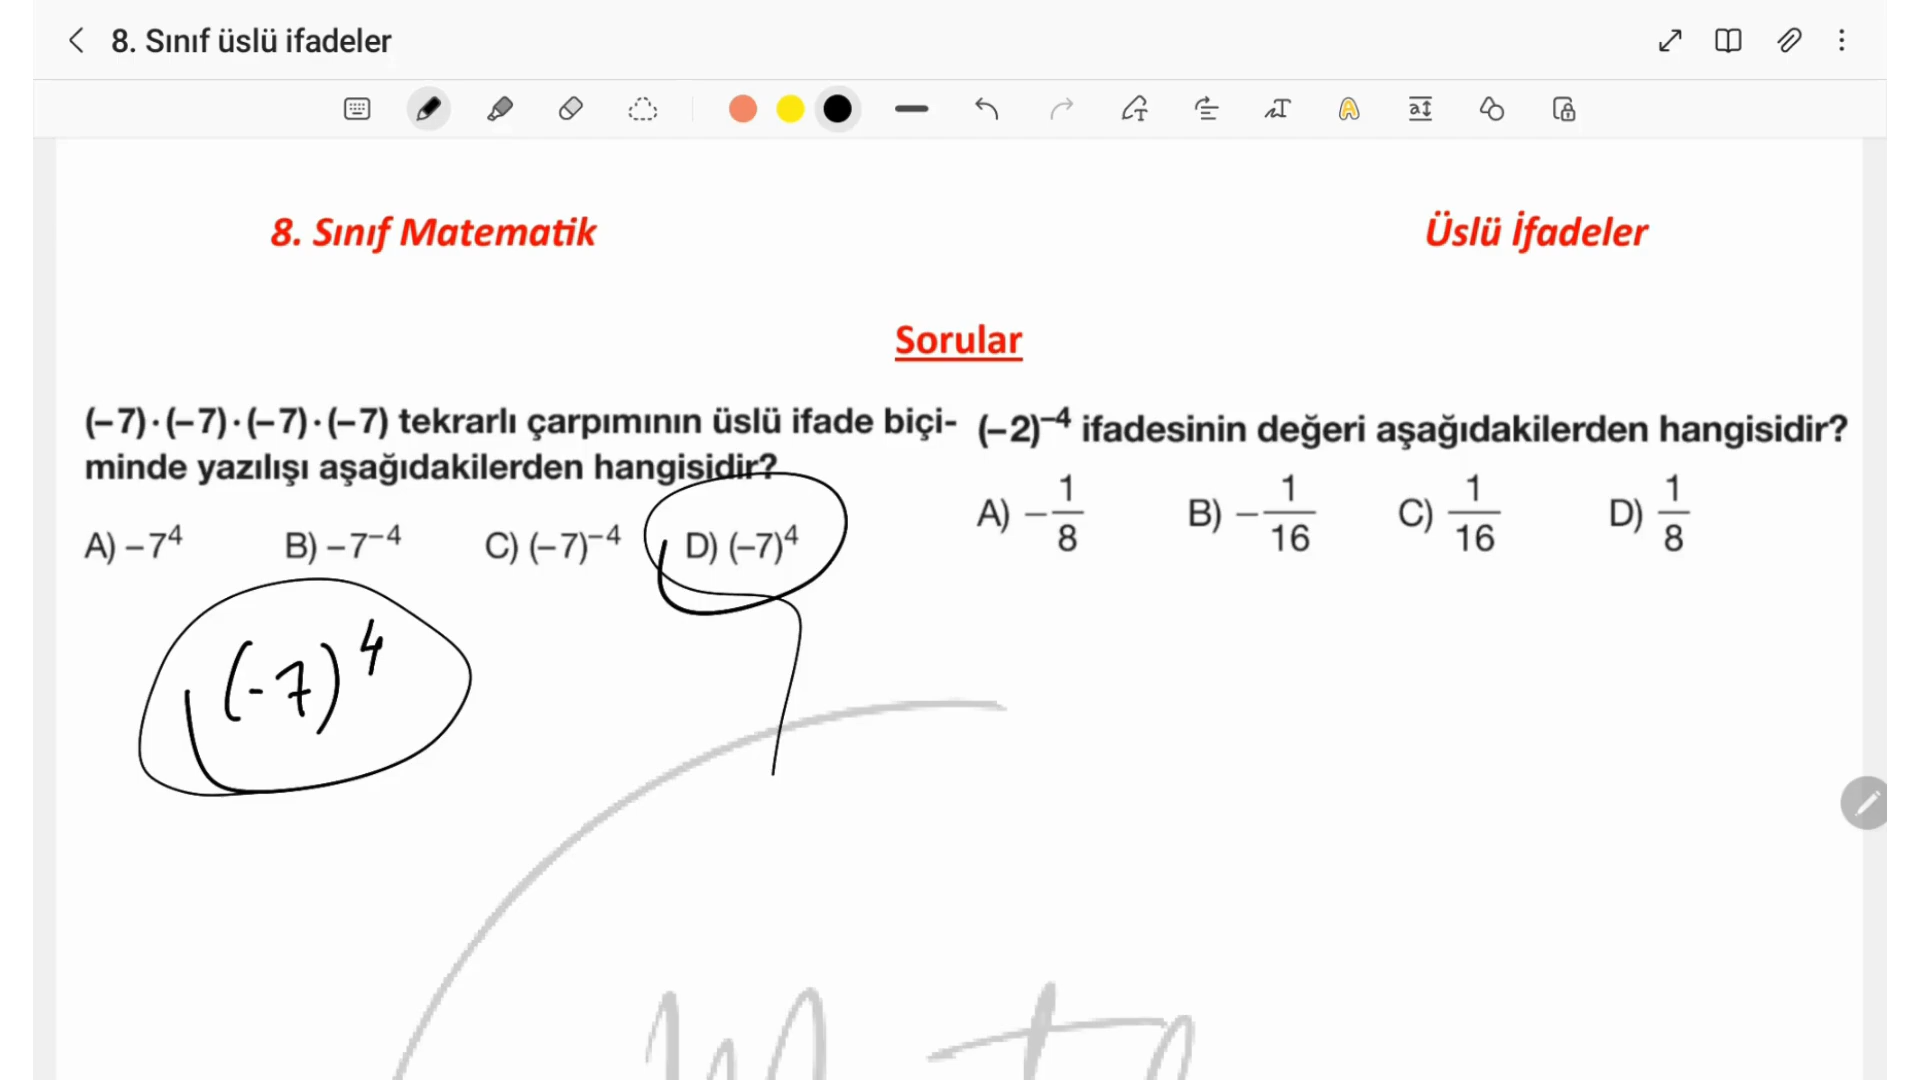 8. Sınıf üslü ifadeler
8. Sınıf Matematik
Üslü İfadeler
Sorular
(−7)·(−7)·(−7)·(−7) tekrarlı çarpımının üslü ifade biçi-
minde yazılışı aşağıdakilerden hangisidir?
A) −7⁴ B) −7⁻⁴ C) (−7)⁻⁴ D) (−7)⁴
(-7)⁴
(−2)⁻⁴ ifadesinin değeri aşağıdakilerden hangisidir?
A) −1/8 B) −1/16 C) 1/16 D) 1/8